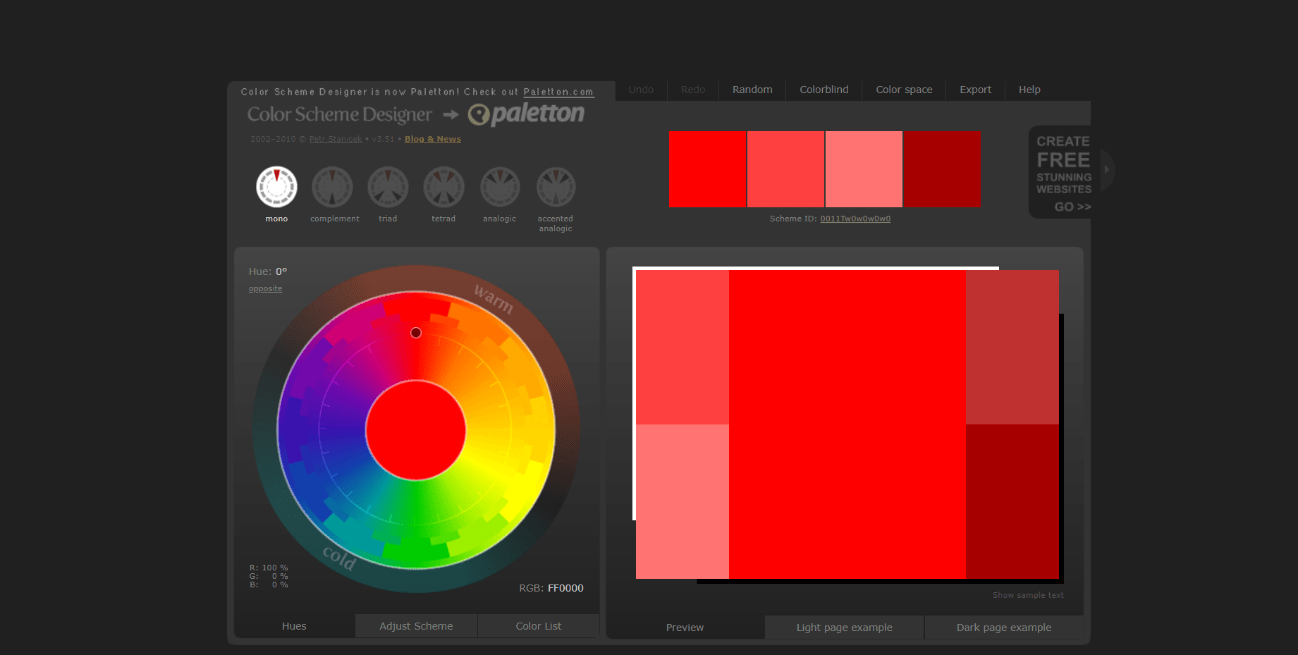 Color Scheme Designer is now Paletton! Check out Paletton.com
Undo Redo Random Colorblind Color space Export Help
Color Scheme Designer → paletton
2002–2010 © Petr Stanicek • v3.51 • Blog & News
CREATE
FREE
STUNNING
WEBSITES
GO >>
mono complement triad tetrad analogic accented
analogic
Scheme ID: 0011Tw0w0w0w0
Hue: 0°
opposite
warm
cold
R: 100 %
G: 0 %
B: 0 %
RGB: FF0000
Show sample text
Hues Adjust Scheme Color List
Preview Light page example Dark page example